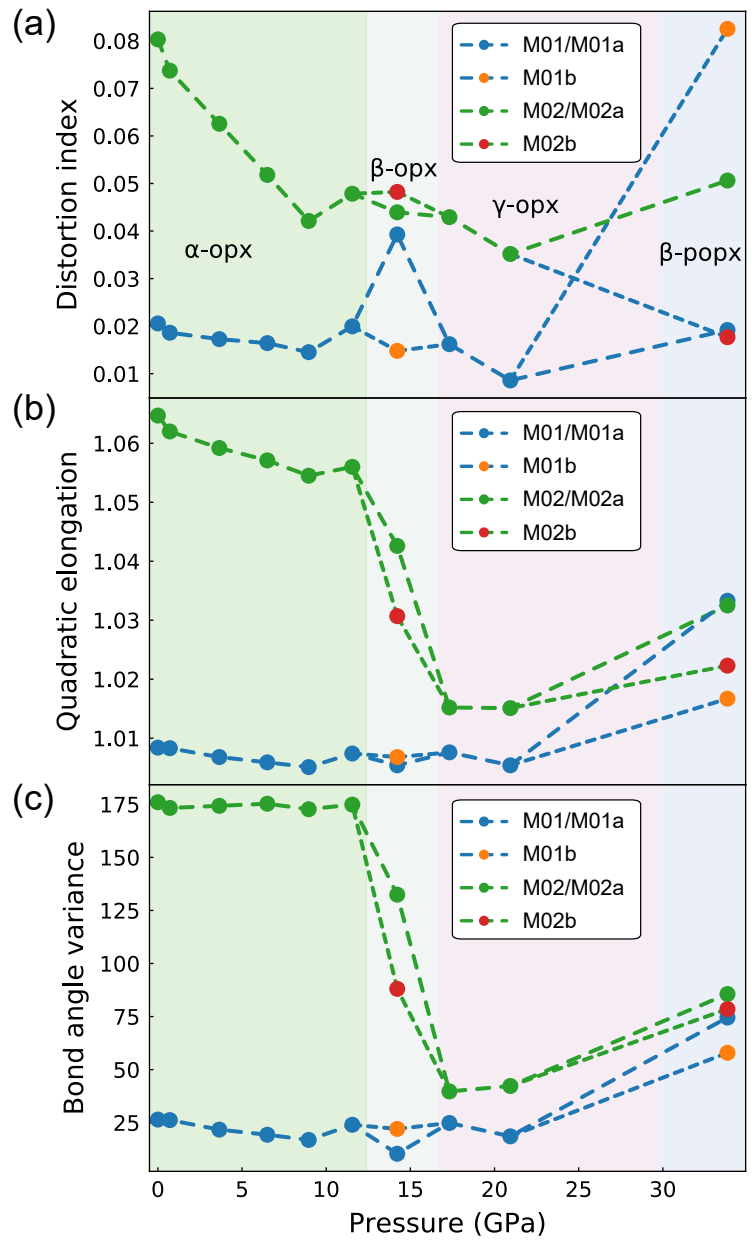 (a)
Distortion index
0.08
0.07
0.06
0.05
0.04
0.03
0.02
0.01
M01/M01a
M01b
M02/M02a
M02b
α-opx
β-opx
γ-opx
β-popx
(b)
Quadratic elongation
1.06
1.05
1.04
1.03
1.02
1.01
M01/M01a
M01b
M02/M02a
M02b
(c)
Bond angle variance
175
150
125
100
75
50
25
M01/M01a
M01b
M02/M02a
M02b
0 5 10 15 20 25 30 35
Pressure (GPa)